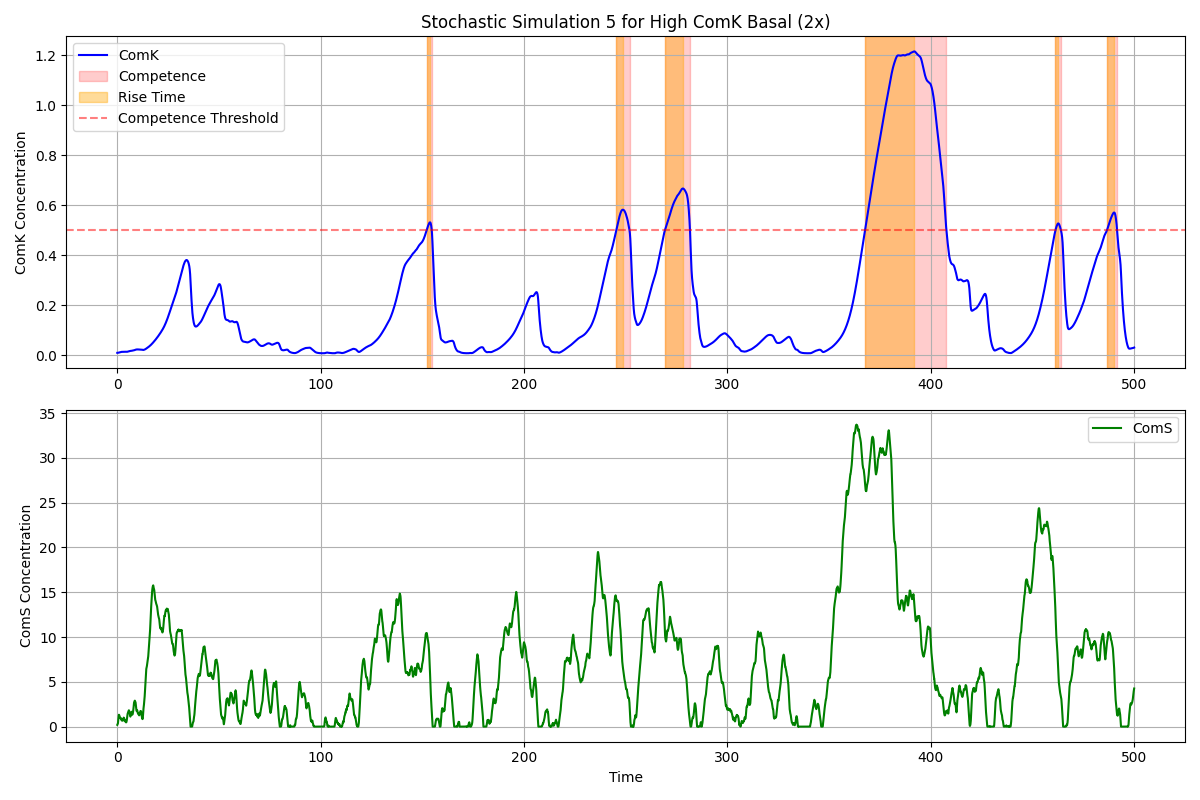 Stochastic Simulation 5 for High ComK Basal (2x)
ComK Concentration
1.2
1.0
0.8
0.6
0.4
0.2
0.0
ComK
Competence
Rise Time
Competence Threshold
0 100 200 300 400 500
ComS Concentration
35
30
25
20
15
10
5
0
ComS
0 100 200 300 400 500
Time